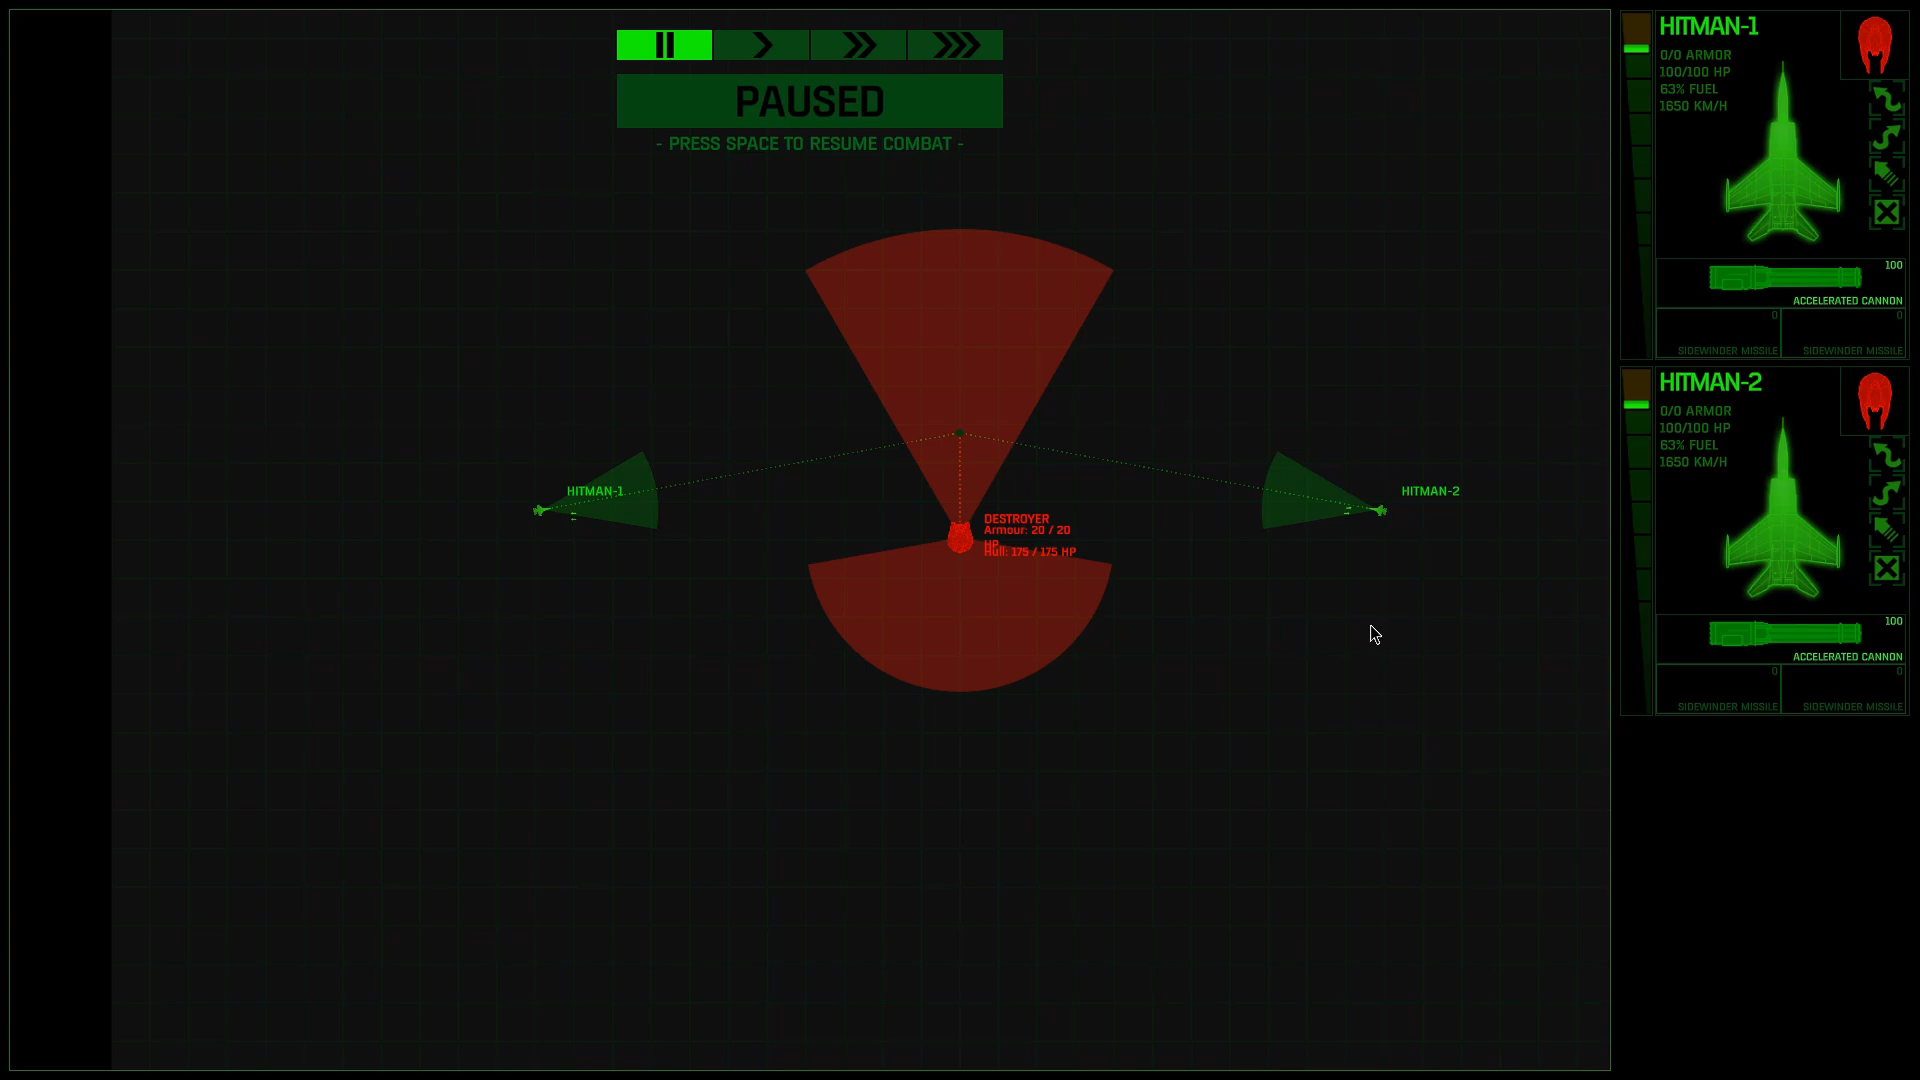 PAUSED
- PRESS SPACE TO RESUME COMBAT -
HITMAN-1
HITMAN-2
DESTROYER
Armour: 20 / 20
HP
Hull: 175 / 175 HP
HITMAN-1
0/0 ARMOR
100/100 HP
63% FUEL
1650 KM/H
100
ACCELERATED CANNON
0 0
SIDEWINDER MISSILE SIDEWINDER MISSILE
HITMAN-2
0/0 ARMOR
100/100 HP
63% FUEL
1650 KM/H
100
ACCELERATED CANNON
0 0
SIDEWINDER MISSILE SIDEWINDER MISSILE